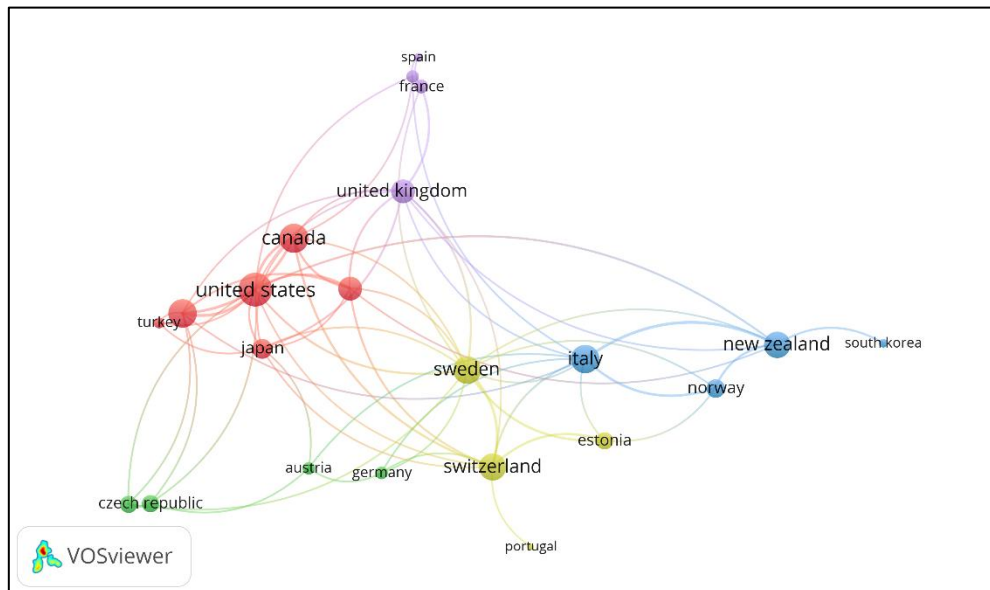 spain
france
united kingdom
canada
united states
turkey
japan
new zealand
south korea
italy
sweden
norway
estonia
switzerland
austria
germany
czech republic
portugal
VOSviewer